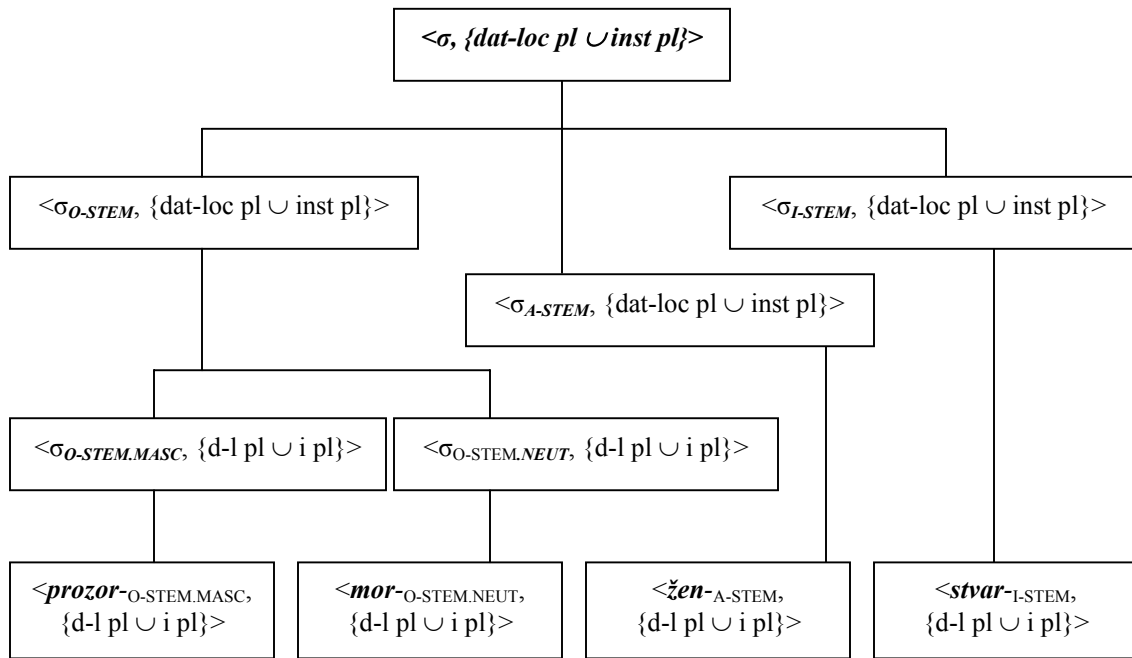 <σ, {dat-loc pl ∪ inst pl}>
<σO-STEM, {dat-loc pl ∪ inst pl}>
<σI-STEM, {dat-loc pl ∪ inst pl}>
<σA-STEM, {dat-loc pl ∪ inst pl}>
<σO-STEM.MASC, {d-l pl ∪ i pl}>
<σO-STEM.NEUT, {d-l pl ∪ i pl}>
<prozor-O-STEM.MASC,
{d-l pl ∪ i pl}>
<mor-O-STEM.NEUT,
{d-l pl ∪ i pl}>
<žen-A-STEM,
{d-l pl ∪ i pl}>
<stvar-I-STEM,
{d-l pl ∪ i pl}>